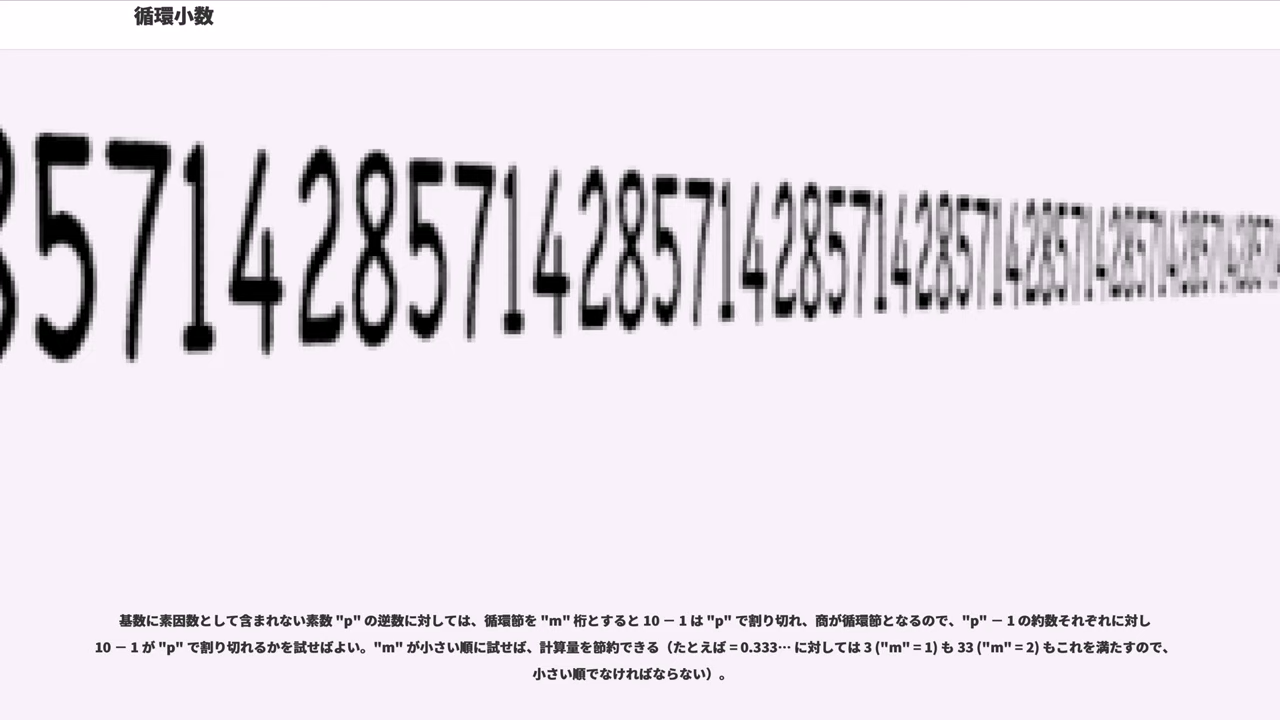 循環小数
857142857142857142857142857142857142857142857
基数に素因数として含まれない素数 "p" の逆数に対しては、循環節を "m" 桁とすると 10 − 1 は "p" で割り切れ、商が循環節となるので、"p" − 1 の約数それぞれに対し
10 − 1 が "p" で割り切れるかを試せばよい。"m" が小さい順に試せば、計算量を節約できる（たとえば = 0.333… に対しては 3 ("m" = 1) も 33 ("m" = 2) もこれを満たすので、
小さい順でなければならない）。